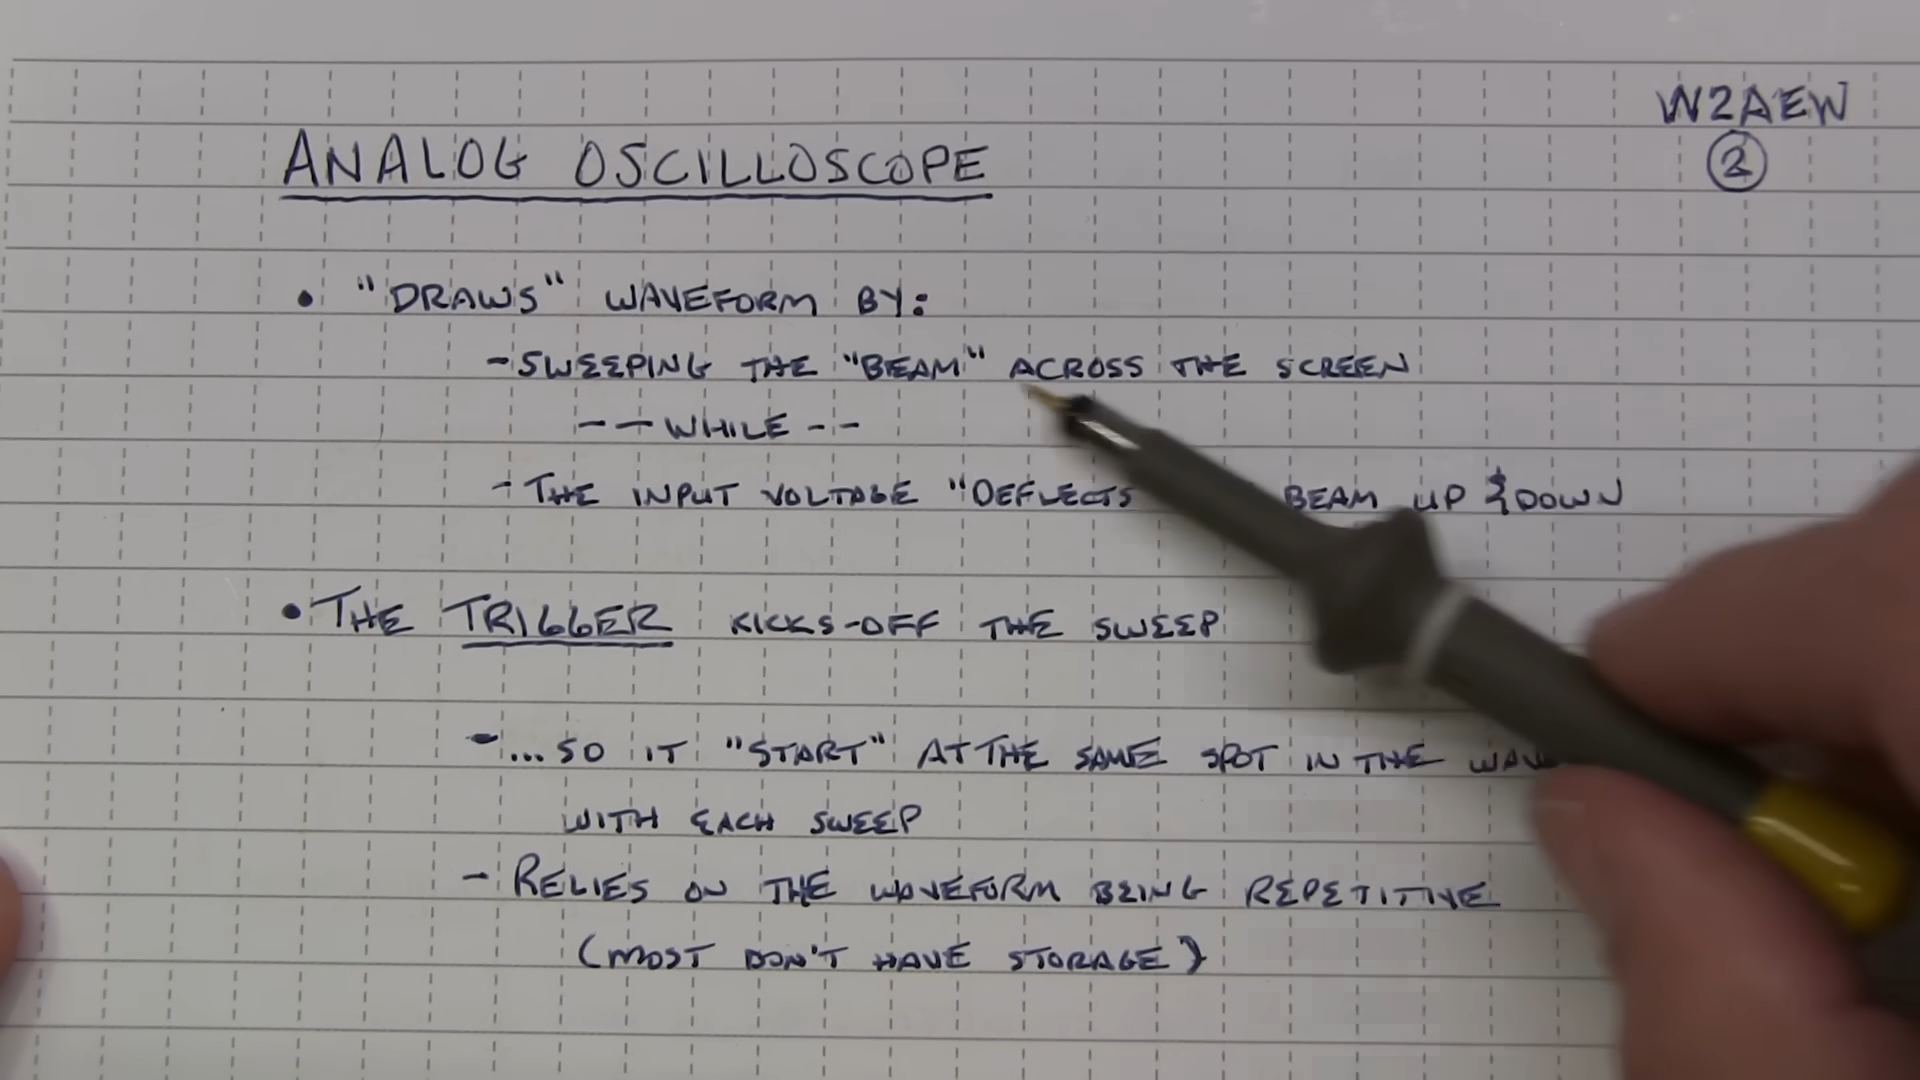 W2AEW
2
ANALOG OSCILLOSCOPE
• "DRAWS" WAVEFORM BY:
- SWEEPING THE "BEAM" ACROSS THE SCREEN
-- WHILE --
- THE INPUT VOLTAGE "DEFLECTS BEAM UP & DOWN
• THE TRIGGER KICKS-OFF THE SWEEP
- ...SO IT "START" AT THE SAME SPOT IN THE
WITH EACH SWEEP
- RELIES ON THE WAVEFORM BEING REPETITIVE
(MOST DON'T HAVE STORAGE)